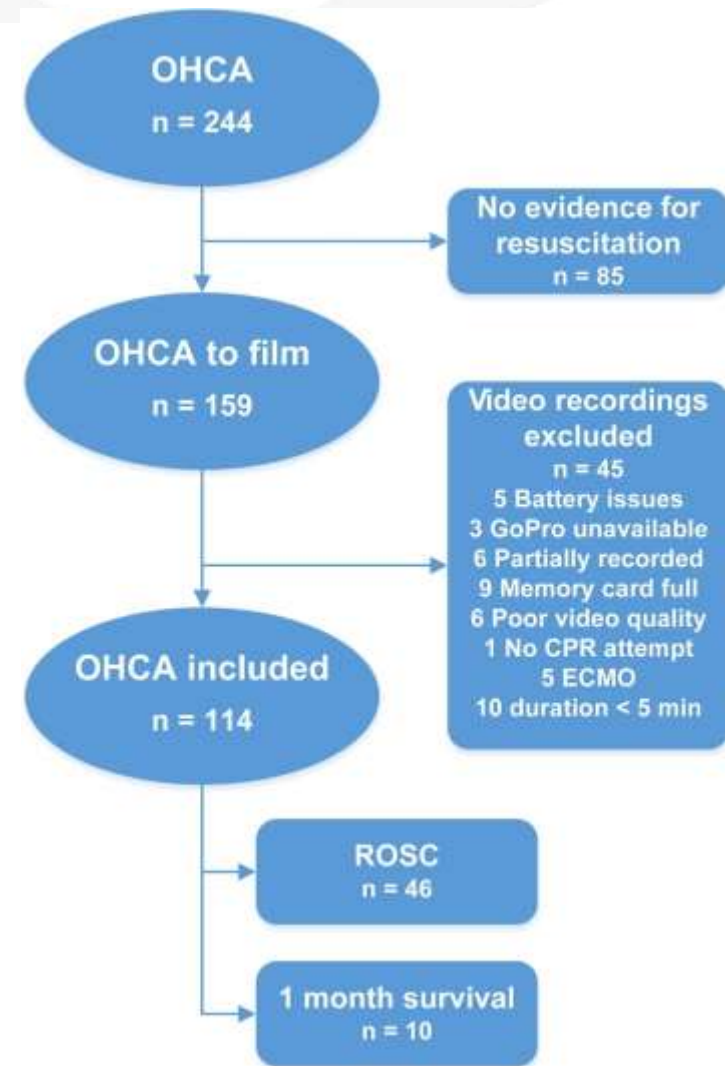 OHCA
n = 244
No evidence for
resuscitation
n = 85
OHCA to film
n = 159
Video recordings
excluded
n = 45
5 Battery issues
3 GoPro unavailable
6 Partially recorded
9 Memory card full
6 Poor video quality
1 No CPR attempt
5 ECMO
10 duration < 5 min
OHCA included
n = 114
ROSC
n = 46
1 month survival
n = 10